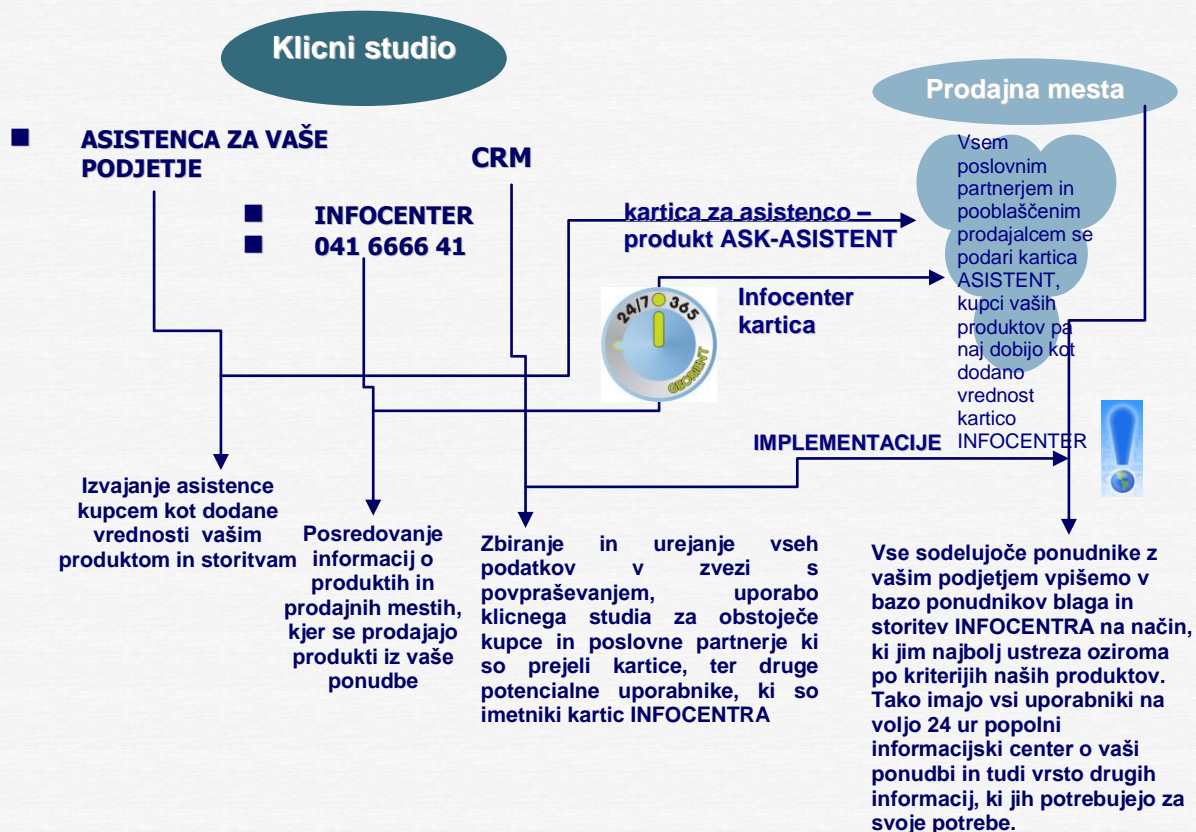 Klicni studio
Prodajna mesta
ASISTENCA ZA VAŠE
PODJETJE
CRM
INFOCENTER
041 6666 41
kartica za asistenco –
produkt ASK-ASISTENT
Infocenter
kartica
24/7 365
GEORIENT
Vsem
poslovnim
partnerjem in
pooblaščenim
prodajalcem se
podari kartica
ASISTENT,
kupci vaših
produktov pa
naj dobijo kot
dodano
vrednost
kartico
INFOCENTER
IMPLEMENTACIJE
Izvajanje asistence
kupcem kot dodane
vrednosti vašim
produktom in storitvam
Posredovanje
informacij o
produktih in
prodajnih mestih,
kjer se prodajajo
produkti iz vaše
ponudbe
Zbiranje in urejanje vseh
podatkov v zvezi s
povpraševanjem, uporabo
klicnega studia za obstoječe
kupce in poslovne partnerje ki
so prejeli kartice, ter druge
potencialne uporabnike, ki so
imetniki kartic INFOCENTRA
Vse sodelujoče ponudnike z
vašim podjetjem vpišemo v
bazo ponudnikov blaga in
storitev INFOCENTRA na način,
ki jim najbolj ustreza oziroma
po kriterijih naših produktov.
Tako imajo vsi uporabniki na
voljo 24 ur popolni
informacijski center o vaši
ponudbi in tudi vrsto drugih
informacij, ki jih potrebujejo za
svoje potrebe.